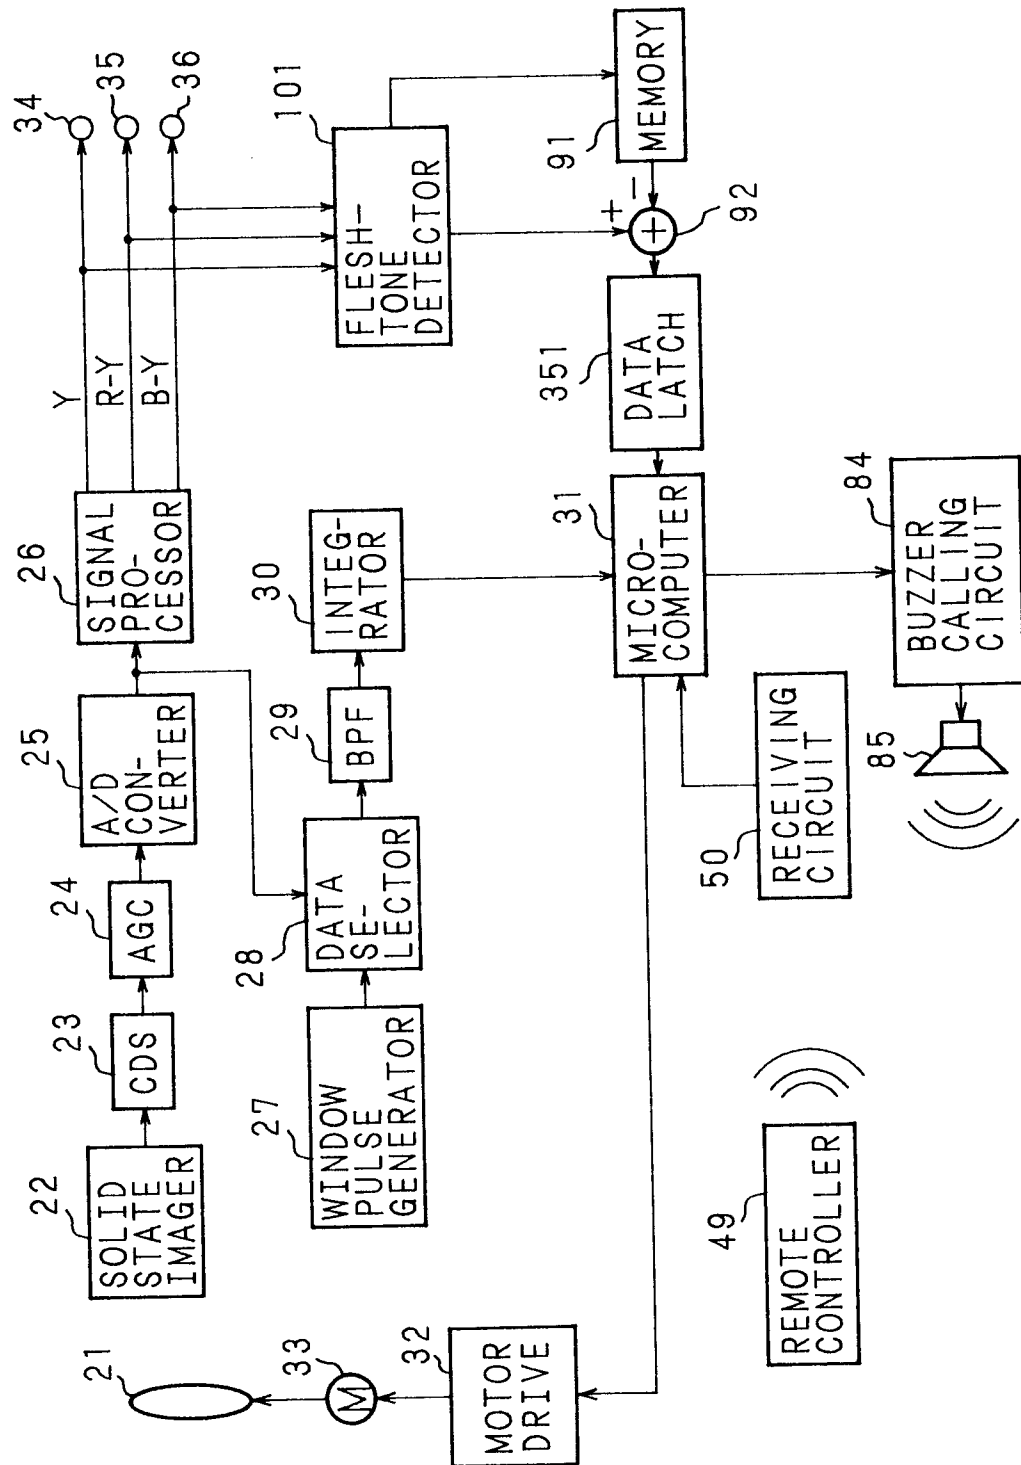 21
22
SOLID
STATE
IMAGER
23
CDS
24
AGC
25
A/D
CON-
VERTER
26
SIGNAL
PRO-
CESSOR
Y
R-Y
B-Y
34
35
36
33
M
27
WINDOW
PULSE
GENERATOR
28
DATA
SE-
LECTOR
29
BPF
30
INTEG-
RATOR
101
FLESH-
TONE
DETECTOR
32
MOTOR
DRIVE
31
MICRO-
COMPUTER
351
DATA
LATCH
+
−
+
92
91
MEMORY
49
REMOTE
CONTROLLER
50
RECEIVING
CIRCUIT
85
84
BUZZER
CALLING
CIRCUIT